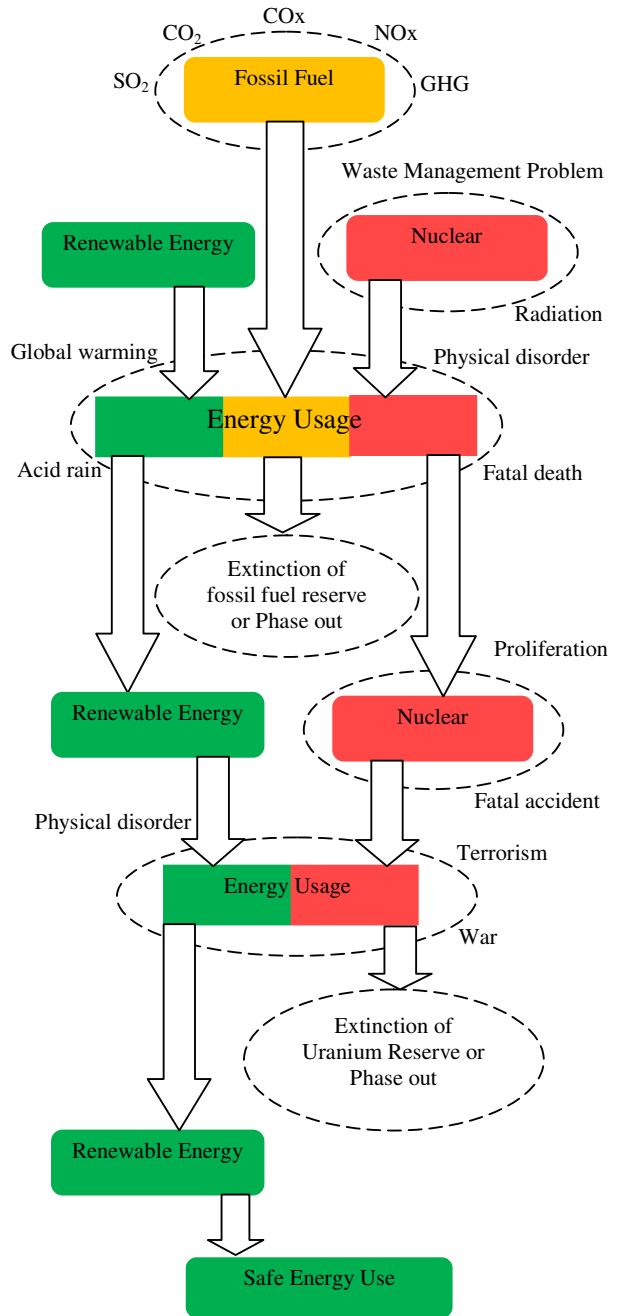 COx
CO₂
NOx
SO₂
Fossil Fuel
GHG
Waste Management Problem
Renewable Energy
Nuclear
Radiation
Global warming
Physical disorder
Energy Usage
Acid rain
Fatal death
Extinction of
fossil fuel reserve
or Phase out
Proliferation
Renewable Energy
Nuclear
Fatal accident
Physical disorder
Terrorism
Energy Usage
War
Extinction of
Uranium Reserve or
Phase out
Renewable Energy
Safe Energy Use